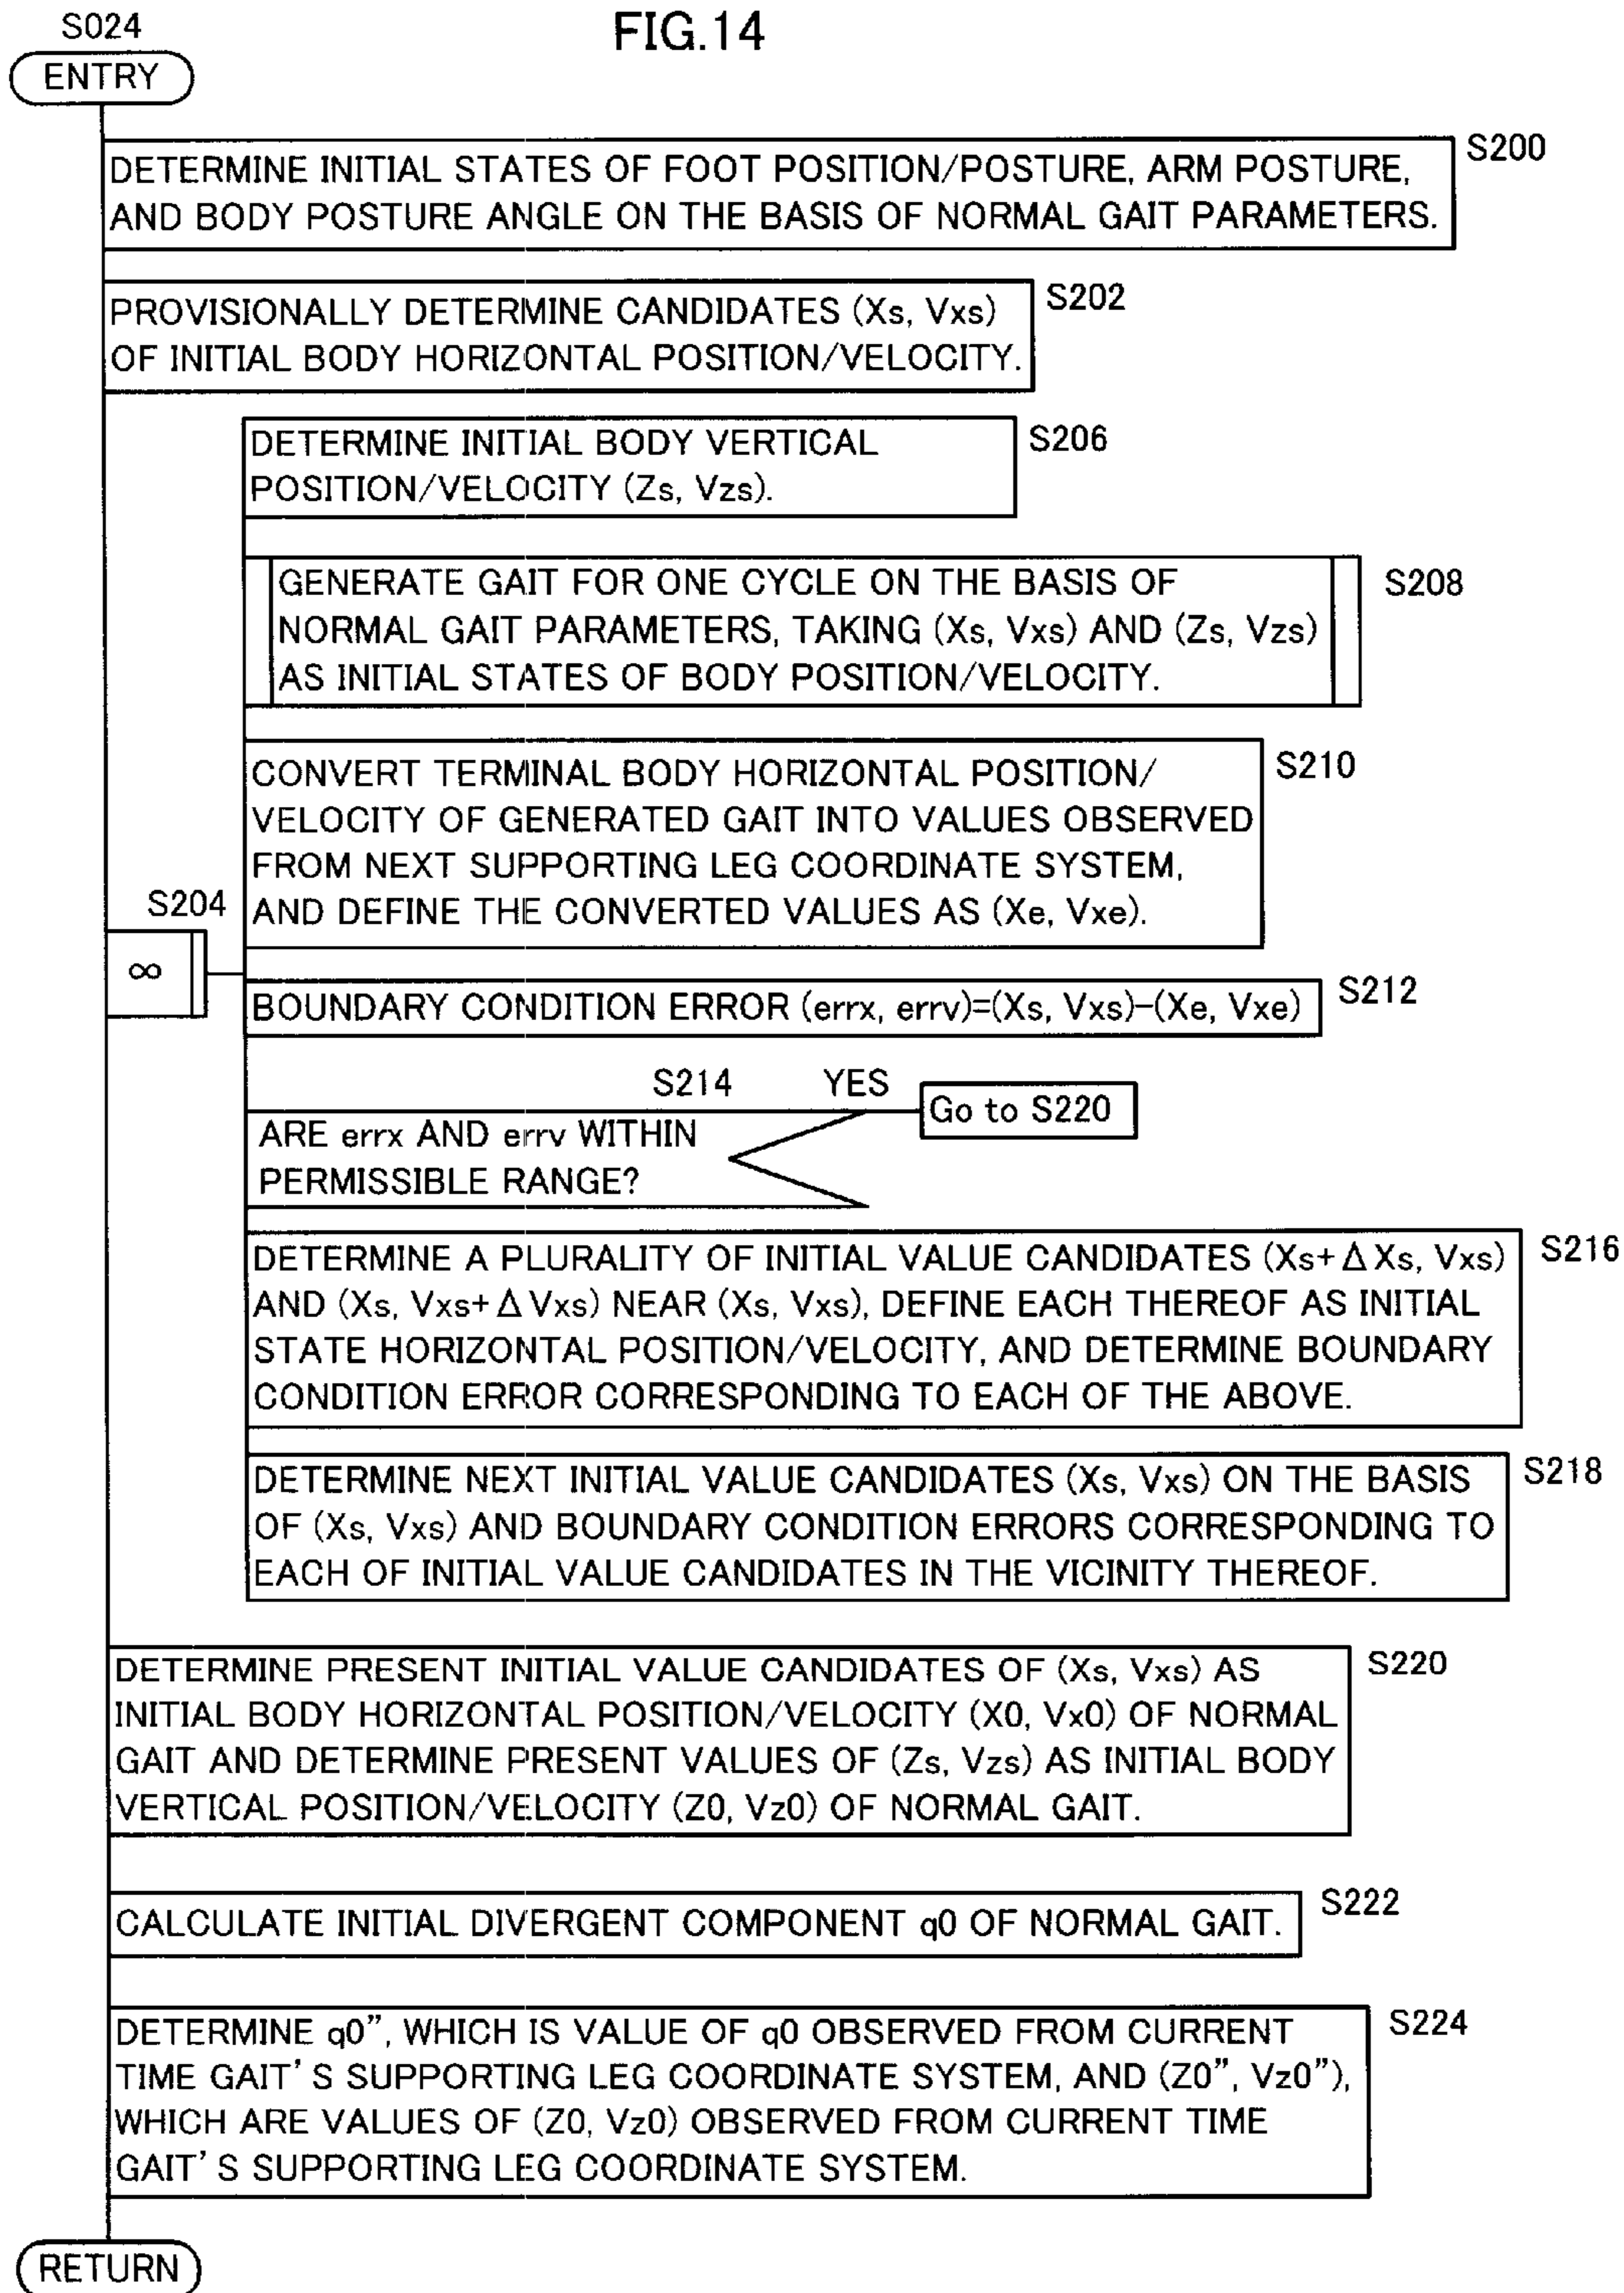 FIG.14
S024
ENTRY
S200
DETERMINE INITIAL STATES OF FOOT POSITION/POSTURE, ARM POSTURE,
AND BODY POSTURE ANGLE ON THE BASIS OF NORMAL GAIT PARAMETERS.
S202
PROVISIONALLY DETERMINE CANDIDATES (Xs, Vxs)
OF INITIAL BODY HORIZONTAL POSITION/VELOCITY.
S204
∞
S206
DETERMINE INITIAL BODY VERTICAL
POSITION/VELOCITY (Zs, Vzs).
S208
GENERATE GAIT FOR ONE CYCLE ON THE BASIS OF
NORMAL GAIT PARAMETERS, TAKING (Xs, Vxs) AND (Zs, Vzs)
AS INITIAL STATES OF BODY POSITION/VELOCITY.
S210
CONVERT TERMINAL BODY HORIZONTAL POSITION/
VELOCITY OF GENERATED GAIT INTO VALUES OBSERVED
FROM NEXT SUPPORTING LEG COORDINATE SYSTEM,
AND DEFINE THE CONVERTED VALUES AS (Xe, Vxe).
S212
BOUNDARY CONDITION ERROR (errx, errv)=(Xs, Vxs)-(Xe, Vxe)
S214
YES
Go to S220
ARE errx AND errv WITHIN
PERMISSIBLE RANGE?
S216
DETERMINE A PLURALITY OF INITIAL VALUE CANDIDATES (Xs+ΔXs, Vxs)
AND (Xs, Vxs+ΔVxs) NEAR (Xs, Vxs), DEFINE EACH THEREOF AS INITIAL
STATE HORIZONTAL POSITION/VELOCITY, AND DETERMINE BOUNDARY
CONDITION ERROR CORRESPONDING TO EACH OF THE ABOVE.
S218
DETERMINE NEXT INITIAL VALUE CANDIDATES (Xs, Vxs) ON THE BASIS
OF (Xs, Vxs) AND BOUNDARY CONDITION ERRORS CORRESPONDING TO
EACH OF INITIAL VALUE CANDIDATES IN THE VICINITY THEREOF.
S220
DETERMINE PRESENT INITIAL VALUE CANDIDATES OF (Xs, Vxs) AS
INITIAL BODY HORIZONTAL POSITION/VELOCITY (X0, Vx0) OF NORMAL
GAIT AND DETERMINE PRESENT VALUES OF (Zs, Vzs) AS INITIAL BODY
VERTICAL POSITION/VELOCITY (Z0, Vz0) OF NORMAL GAIT.
S222
CALCULATE INITIAL DIVERGENT COMPONENT q0 OF NORMAL GAIT.
S224
DETERMINE q0”, WHICH IS VALUE OF q0 OBSERVED FROM CURRENT
TIME GAIT’S SUPPORTING LEG COORDINATE SYSTEM, AND (Z0”, Vz0”),
WHICH ARE VALUES OF (Z0, Vz0) OBSERVED FROM CURRENT TIME
GAIT’S SUPPORTING LEG COORDINATE SYSTEM.
RETURN